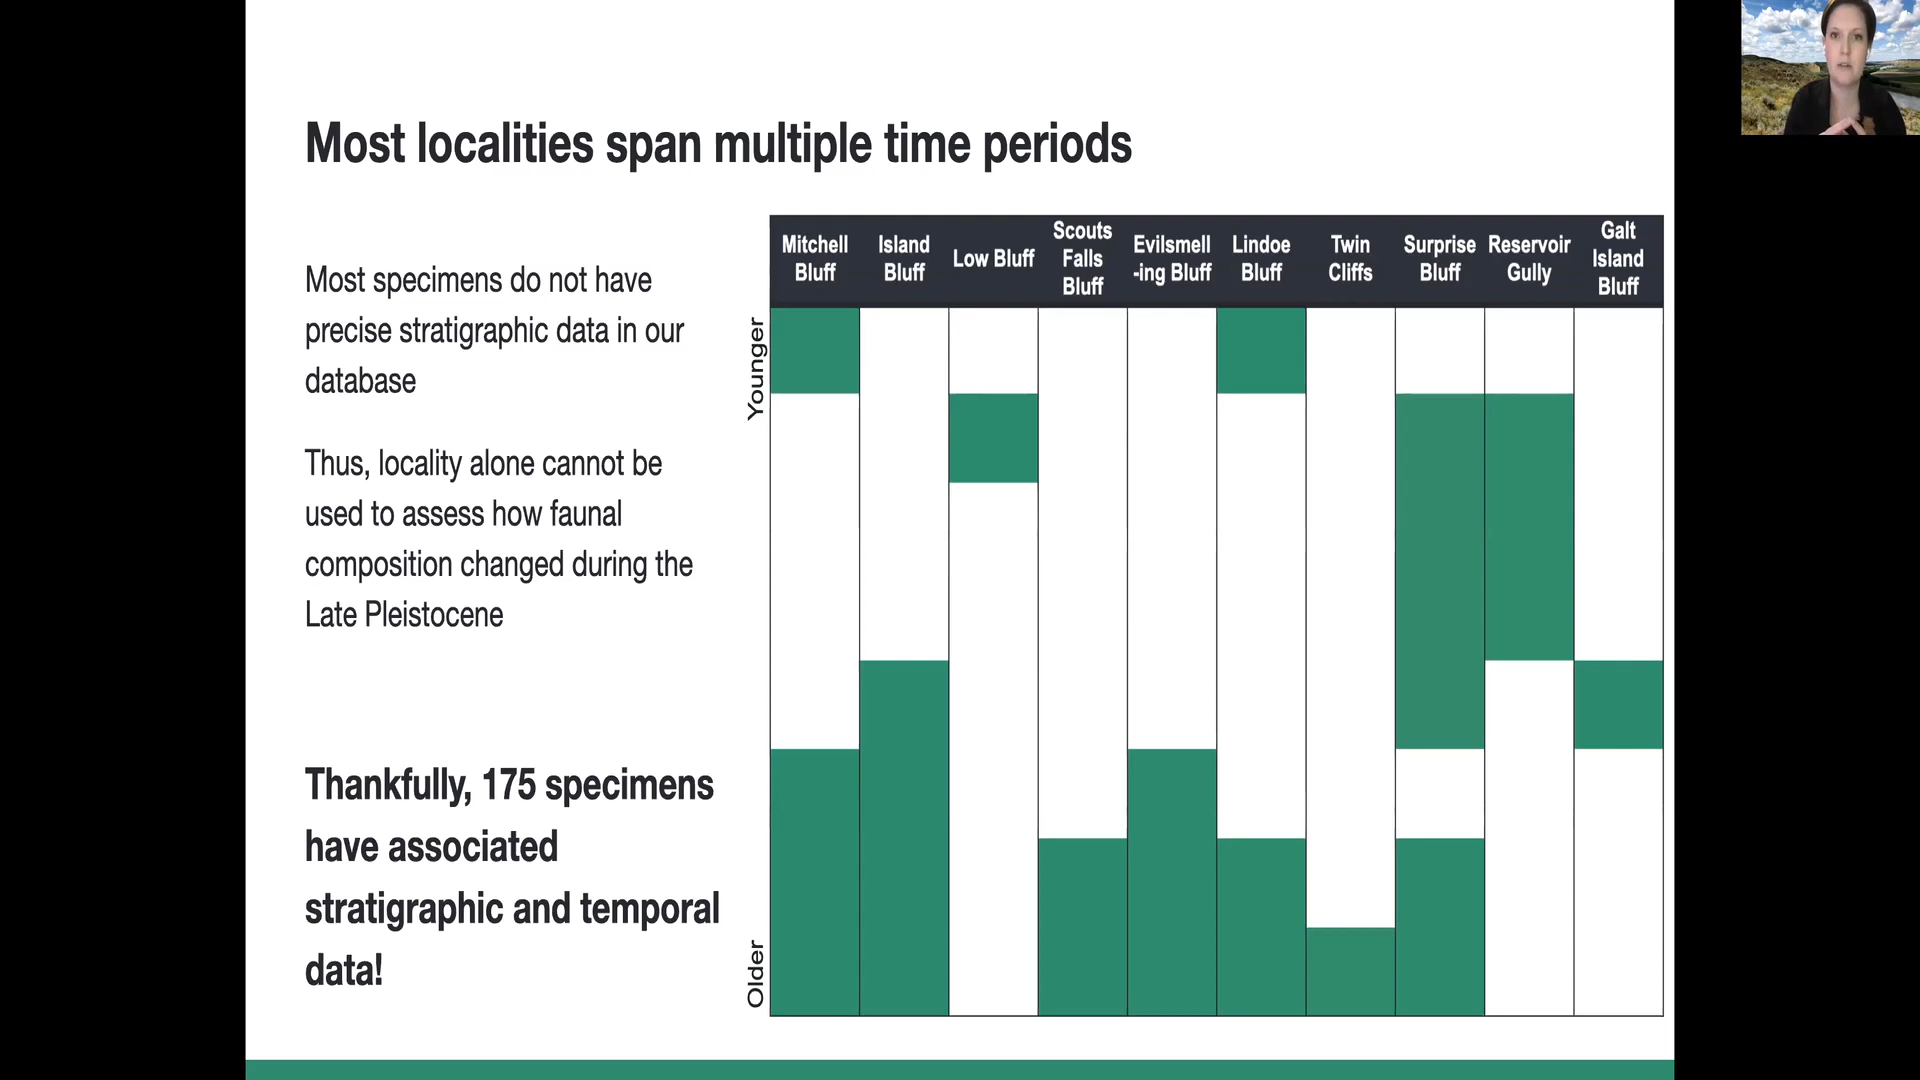 Most localities span multiple time periods
Most specimens do not have
precise stratigraphic data in our
database
Thus, locality alone cannot be
used to assess how faunal
composition changed during the
Late Pleistocene
Thankfully, 175 specimens
have associated
stratigraphic and temporal
data!
Mitchell
Bluff
Island
Bluff
Low Bluff
Scouts
Falls
Bluff
Evilsmell
-ing Bluff
Lindoe
Bluff
Twin
Cliffs
Surprise
Bluff
Reservoir
Gully
Galt
Island
Bluff
Younger
Older